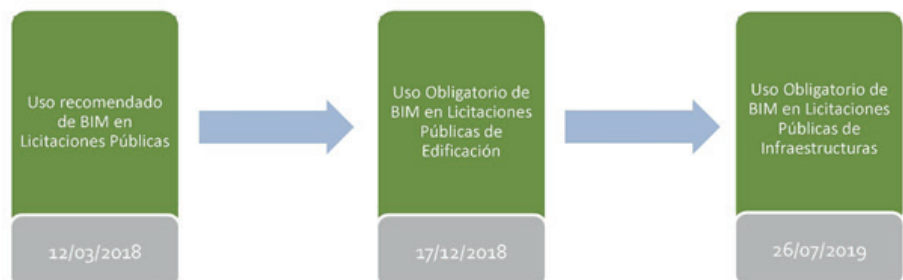 Uso recomendado
de BIM en
Licitaciones Públicas
12/03/2018
Uso Obligatorio de
BIM en Licitaciones
Públicas de
Edificación
17/12/2018
Uso Obligatorio de
BIM en Licitaciones
Públicas de
Infraestructuras
26/07/2019